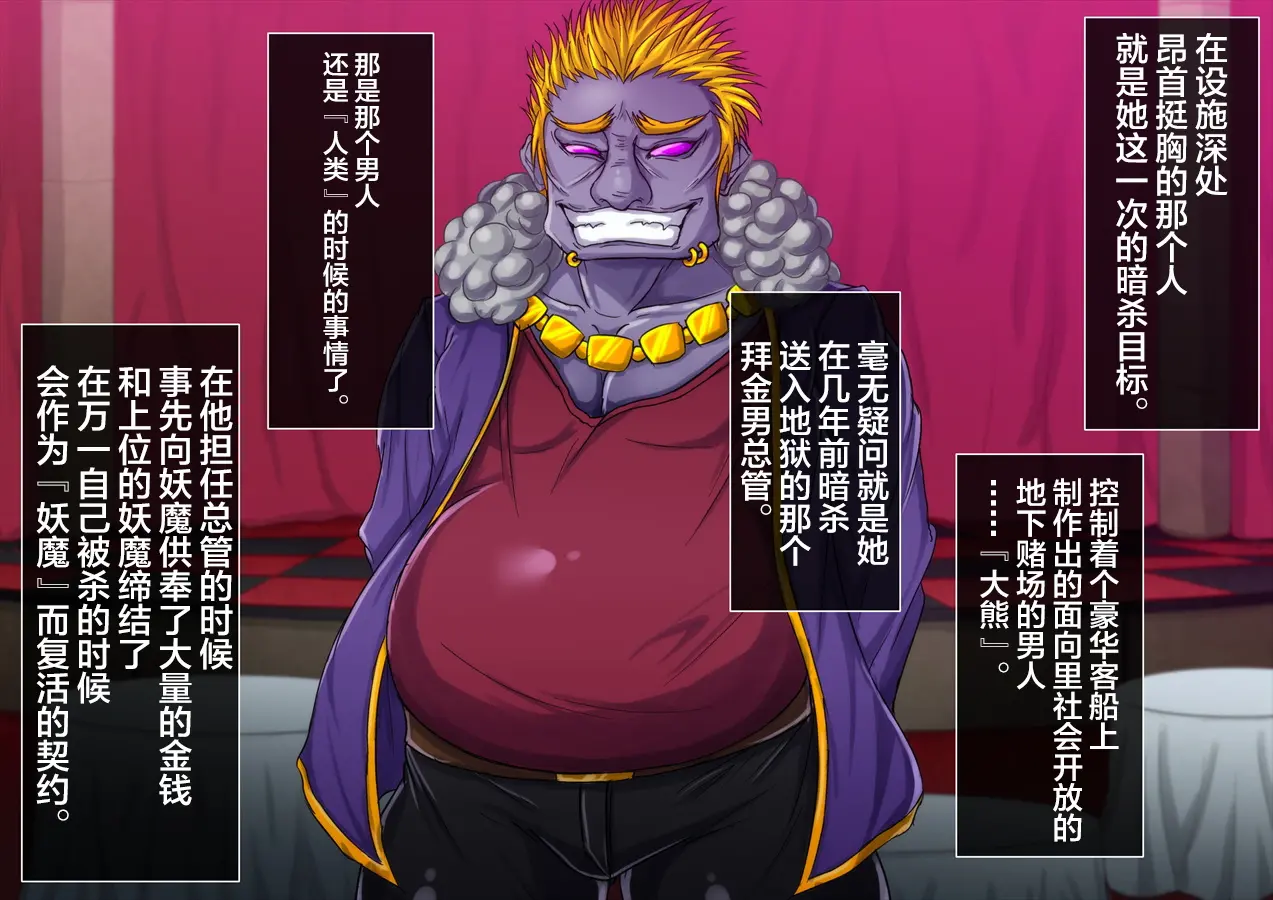 在设施深处
昂首挺胸的那个人
就是她这一次的暗杀目标。
控制着个豪华客船上
制作出的面向里社会开放的
地下赌场的男人
……『大熊』。
毫无疑问就是她
在几年前暗杀
送入地狱的那个
拜金男总管。
那是那个男人
还是『人类』的时候的事情了。
在他担任总管的时候
事先向妖魔供奉了大量的金钱
和上位的妖魔缔结了
在万一自己被杀的时候
会作为『妖魔』而复活的契约。